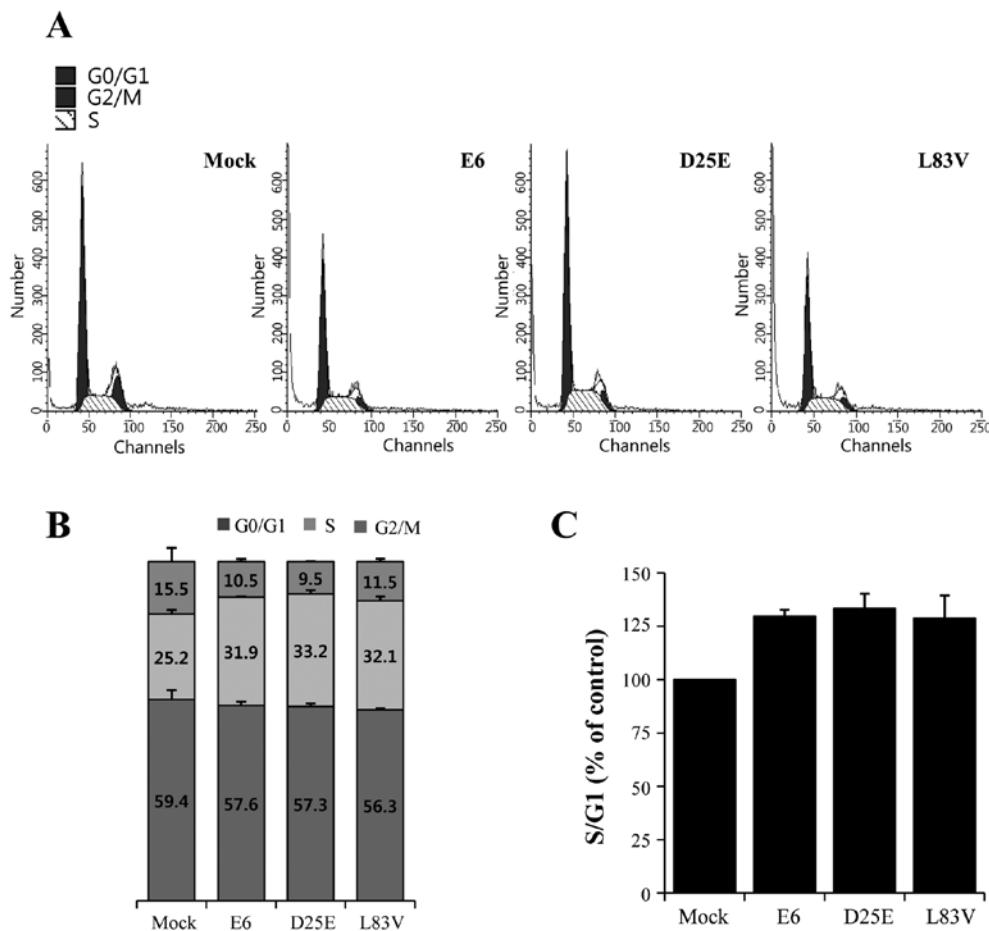 A
G0/G1
G2/M
S
Mock
E6
D25E
L83V
Number
600
500
400
300
200
100
0
0 50 100 150 200 250
Channels
Number
600
500
400
300
200
100
0
0 50 100 150 200 250
Channels
Number
600
500
400
300
200
100
0
0 50 100 150 200 250
Channels
Number
600
500
400
300
200
100
0
0 50 100 150 200 250
Channels
B
G0/G1 S G2/M
15.5 10.5 9.5 11.5
25.2 31.9 33.2 32.1
59.4 57.6 57.3 56.3
Mock E6 D25E L83V
C
S/G1 (% of control)
150
125
100
75
50
25
0
Mock E6 D25E L83V